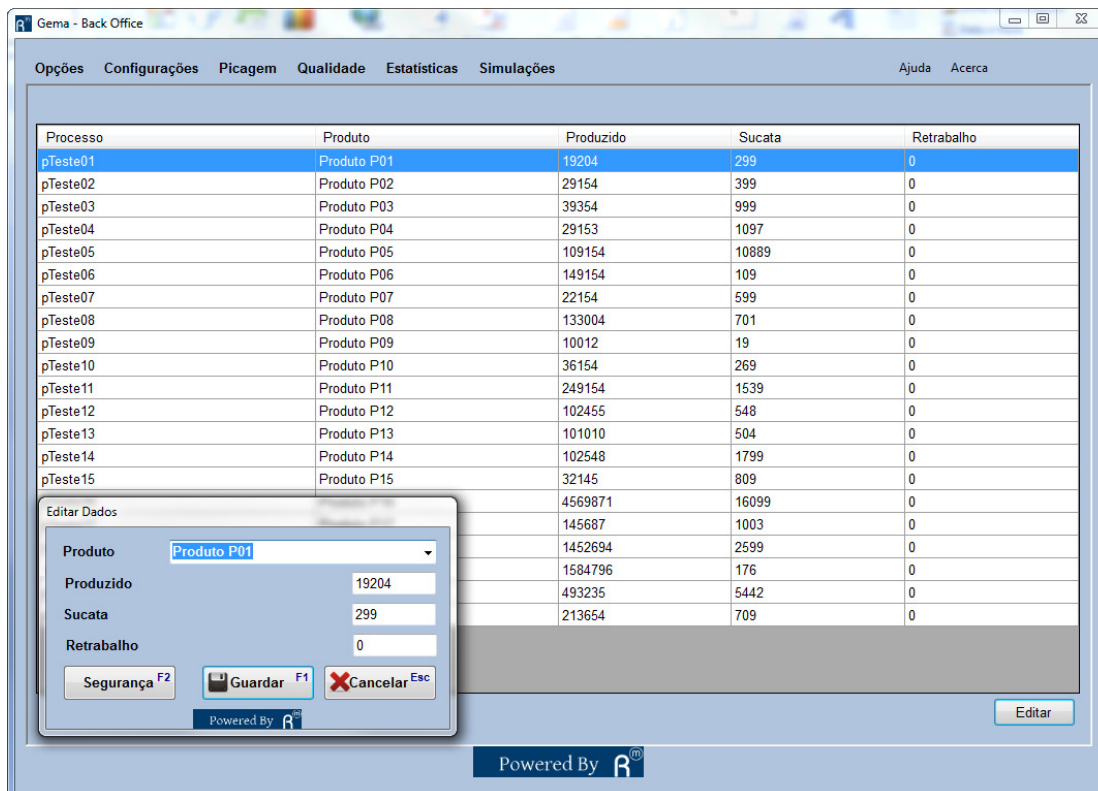 Gema - Back Office
Opções Configurações Picagem Qualidade Estatísticas Simulações Ajuda Acerca
Processo Produto Produzido Sucata Retrabalho
pTeste01 Produto P01 19204 299 0
pTeste02 Produto P02 29154 399 0
pTeste03 Produto P03 39354 999 0
pTeste04 Produto P04 29153 1097 0
pTeste05 Produto P05 109154 10889 0
pTeste06 Produto P06 149154 109 0
pTeste07 Produto P07 22154 599 0
pTeste08 Produto P08 133004 701 0
pTeste09 Produto P09 10012 19 0
pTeste10 Produto P10 36154 269 0
pTeste11 Produto P11 249154 1539 0
pTeste12 Produto P12 102455 548 0
pTeste13 Produto P13 101010 504 0
pTeste14 Produto P14 102548 1799 0
pTeste15 Produto P15 32145 809 0
4569871 16099 0
145687 1003 0
1452694 2599 0
1584796 176 0
493235 5442 0
213654 709 0
Editar Dados
Produto Produto P01
Produzido 19204
Sucata 299
Retrabalho 0
Segurança F2 Guardar F1 Cancelar Esc
Powered By R m
Editar
Powered By R m